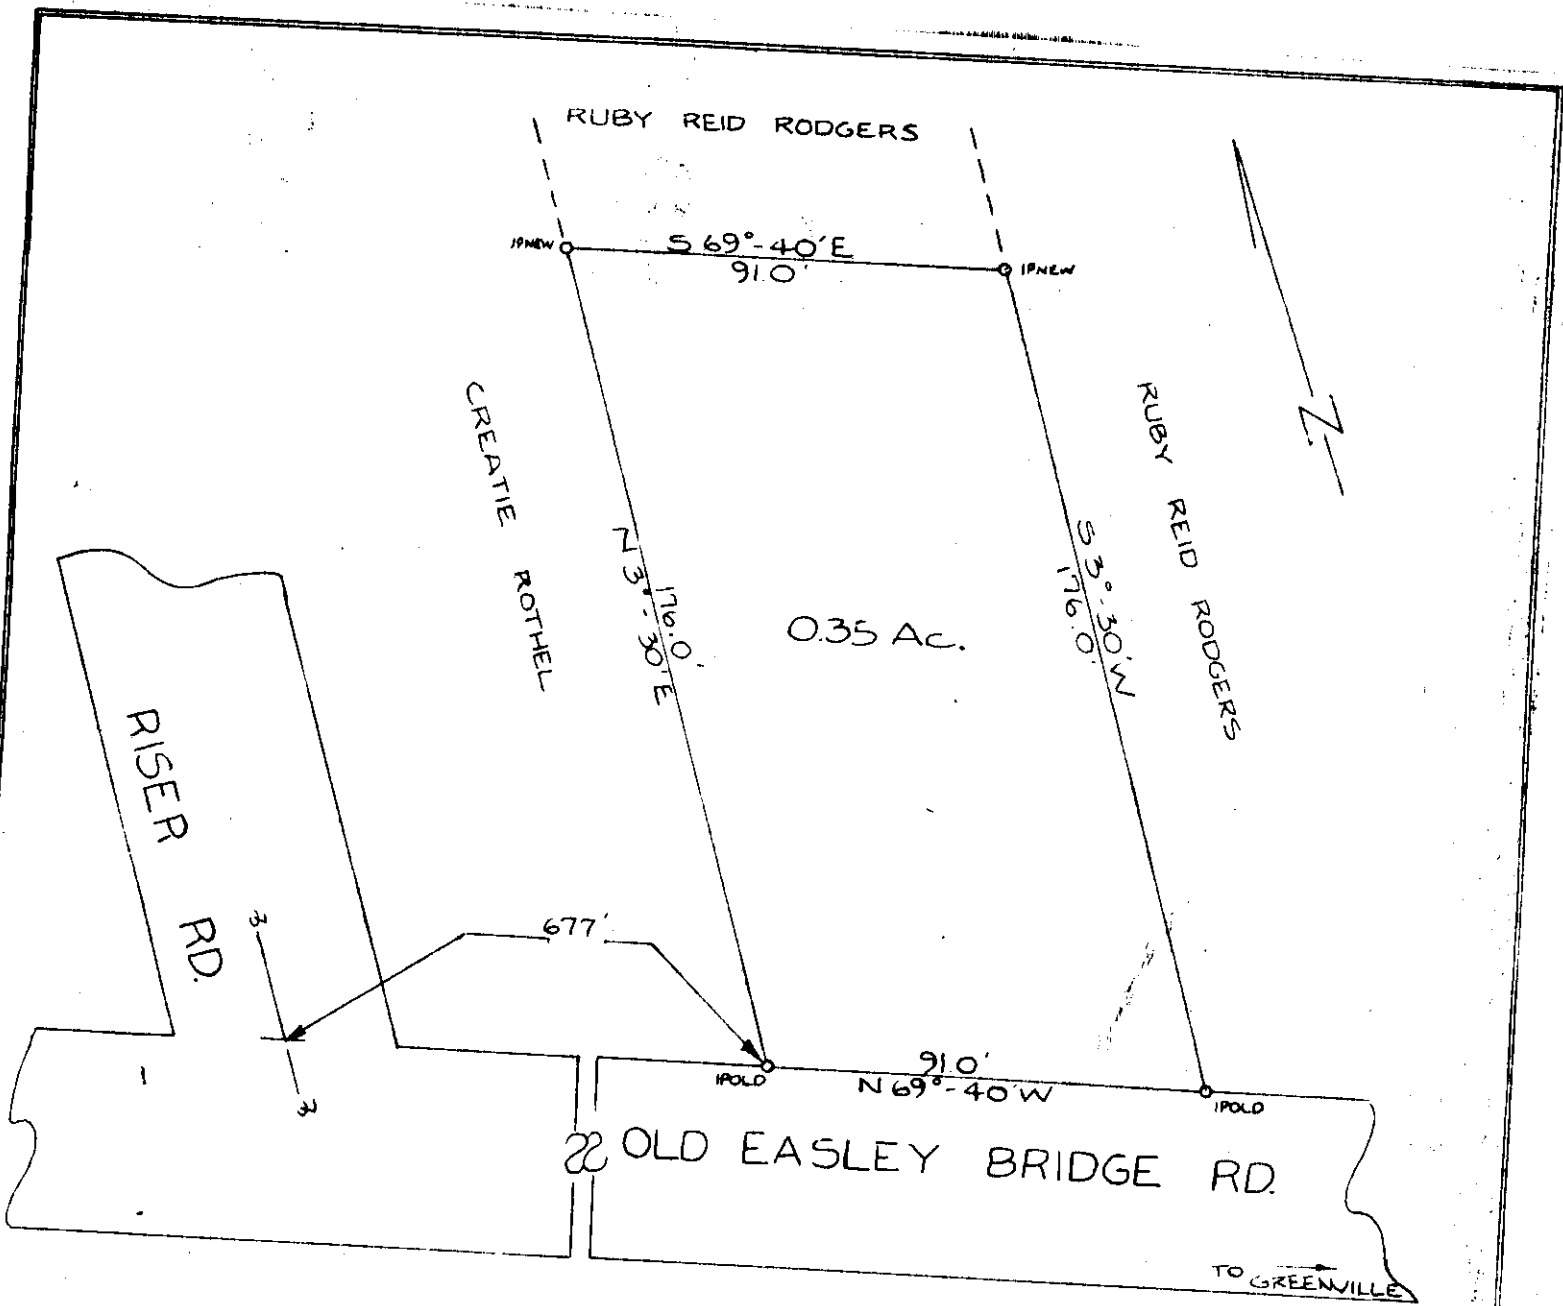 RUBY REID RODGERS
IPNEW
S 69°-40'E
91.0'
IPNEW
CREATIE ROTHEL
N 3°-30'E
176.0'
0.35 Ac.
S 3°-30'W
176.0'
RUBY REID RODGERS
N
RISER RD.
677'
IPOLD
91.0'
N 69°-40'W
IPOLD
OLD EASLEY BRIDGE RD.
TO GREENVILLE